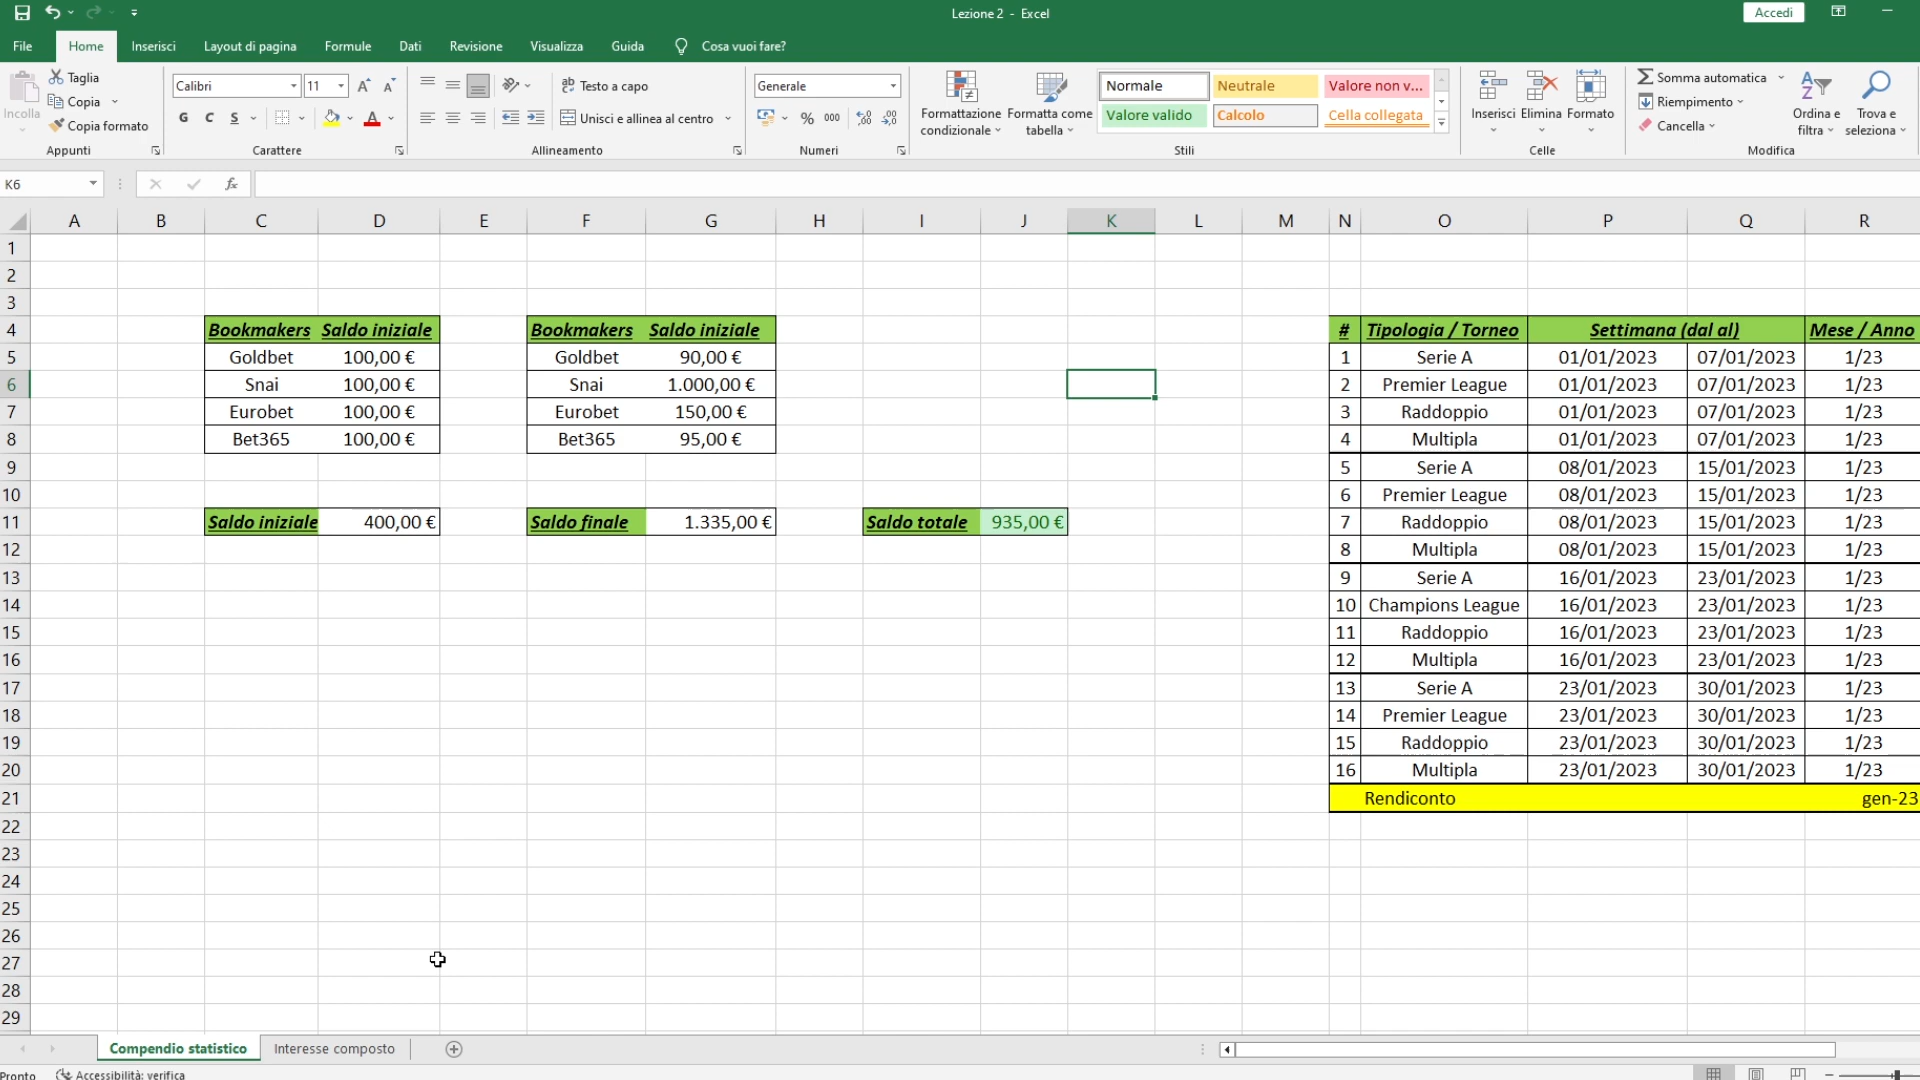 Lezione 2 - Excel
Accedi
File Home Inserisci Layout di pagina Formule Dati Revisione Visualizza Guida Cosa vuoi fare?
Incolla
Taglia
Copia
Copia formato
Appunti
Calibri 11
G C S
Carattere
Testo a capo
Unisci e allinea al centro
Allineamento
Generale
% 000
Numeri
Formattazione condizionale
Formatta come tabella
Normale Neutrale Valore non v...
Valore valido Calcolo Cella collegata
Stili
Inserisci Elimina Formato
Celle
Somma automatica
Riempimento
Cancella
Ordina e filtra
Trova e seleziona
Modifica
K6 fx
A B C D E F G H I J K L M N O P Q R
1
2
3
4 Bookmakers Saldo iniziale Bookmakers Saldo iniziale # Tipologia / Torneo Settimana (dal al) Mese / Anno
5 Goldbet 100,00 € Goldbet 90,00 € 1 Serie A 01/01/2023 07/01/2023 1/23
6 Snai 100,00 € Snai 1.000,00 € 2 Premier League 01/01/2023 07/01/2023 1/23
7 Eurobet 100,00 € Eurobet 150,00 € 3 Raddoppio 01/01/2023 07/01/2023 1/23
8 Bet365 100,00 € Bet365 95,00 € 4 Multipla 01/01/2023 07/01/2023 1/23
9 5 Serie A 08/01/2023 15/01/2023 1/23
10 6 Premier League 08/01/2023 15/01/2023 1/23
11 Saldo iniziale 400,00 € Saldo finale 1.335,00 € Saldo totale 935,00 € 7 Raddoppio 08/01/2023 15/01/2023 1/23
12 8 Multipla 08/01/2023 15/01/2023 1/23
13 9 Serie A 16/01/2023 23/01/2023 1/23
14 10 Champions League 16/01/2023 23/01/2023 1/23
15 11 Raddoppio 16/01/2023 23/01/2023 1/23
16 12 Multipla 16/01/2023 23/01/2023 1/23
17 13 Serie A 23/01/2023 30/01/2023 1/23
18 14 Premier League 23/01/2023 30/01/2023 1/23
19 15 Raddoppio 23/01/2023 30/01/2023 1/23
20 16 Multipla 23/01/2023 30/01/2023 1/23
21 Rendiconto gen-23
22
23
24
25
26
27
28
29
Compendio statistico Interesse composto
Pronto Accessibilità: verifica